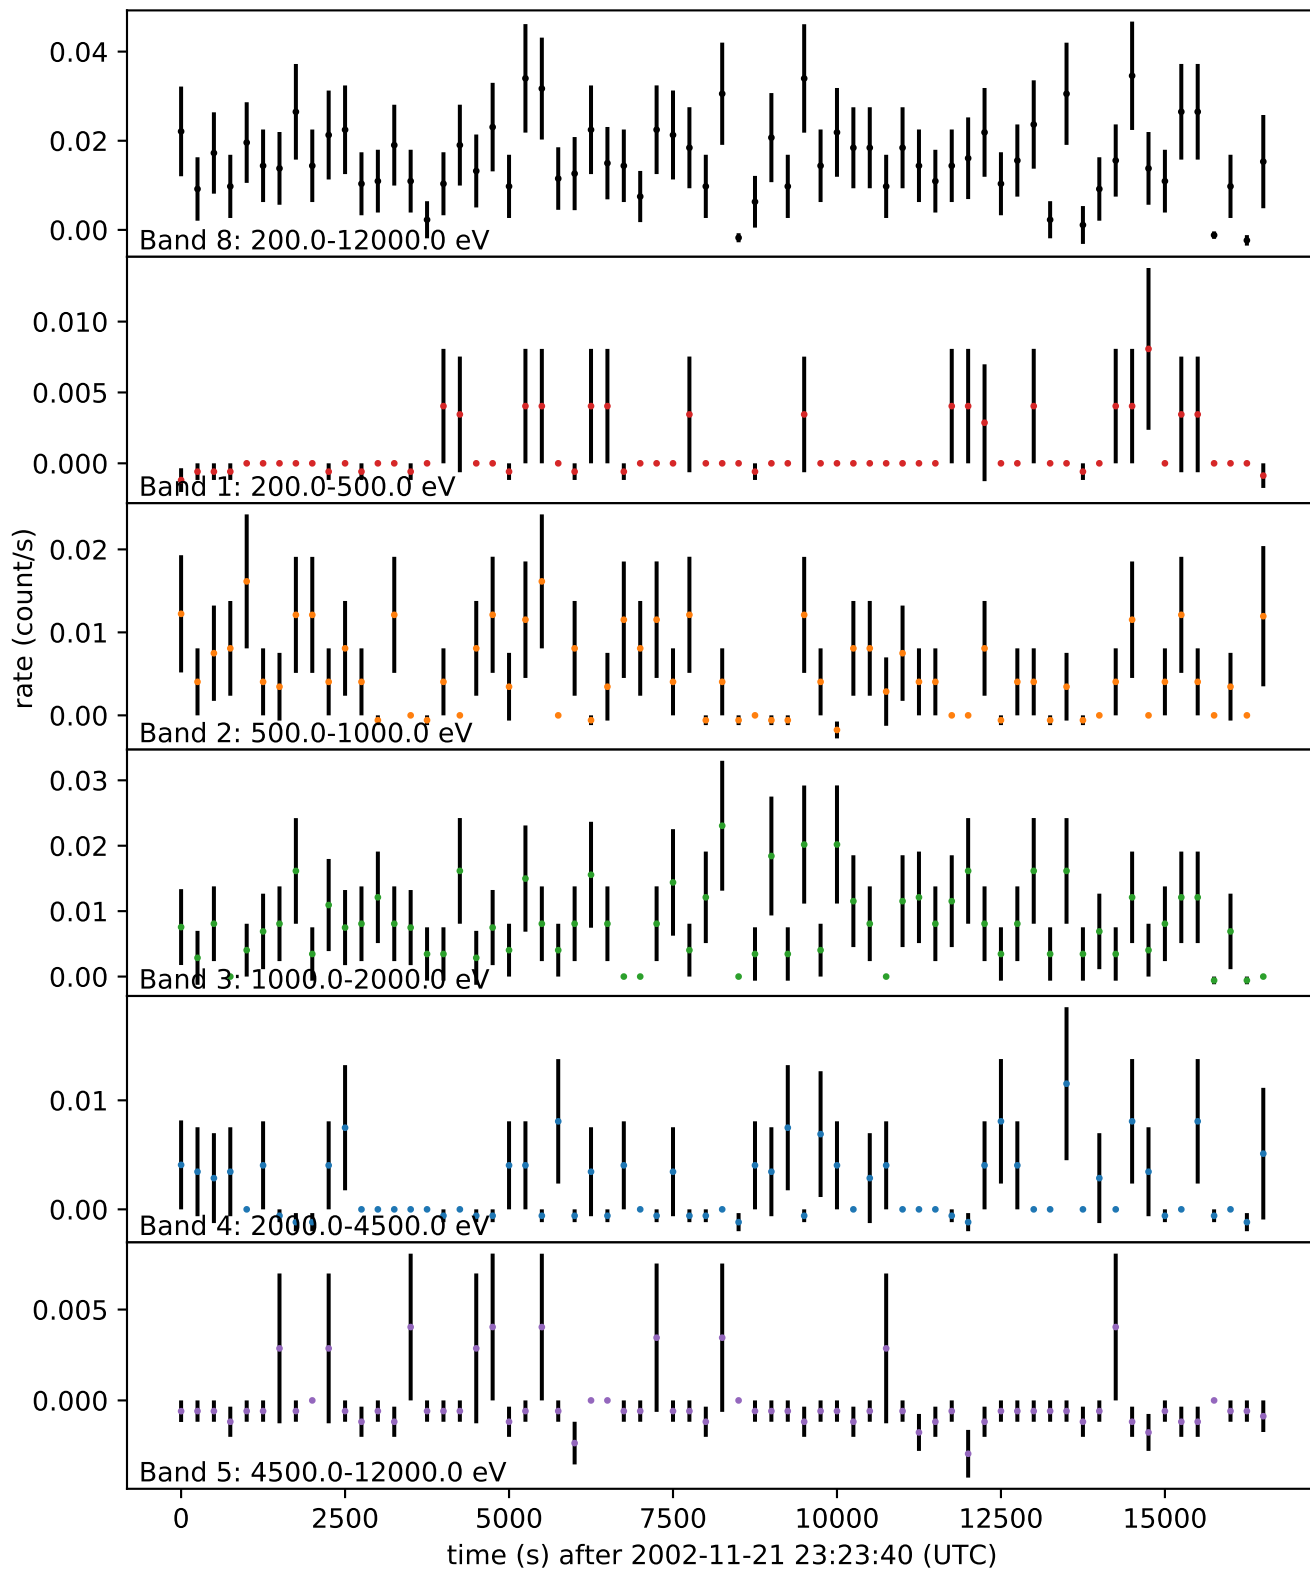 0.04
0.02
0.00
Band 8: 200.0-12000.0 eV
0.010
0.005
0.000
Band 1: 200.0-500.0 eV
rate (count/s)
0.02
0.01
0.00
Band 2: 500.0-1000.0 eV
0.03
0.02
0.01
0.00
Band 3: 1000.0-2000.0 eV
0.01
0.00
Band 4: 2000.0-4500.0 eV
0.005
0.000
Band 5: 4500.0-12000.0 eV
0 2500 5000 7500 10000 12500 15000
time (s) after 2002-11-21 23:23:40 (UTC)